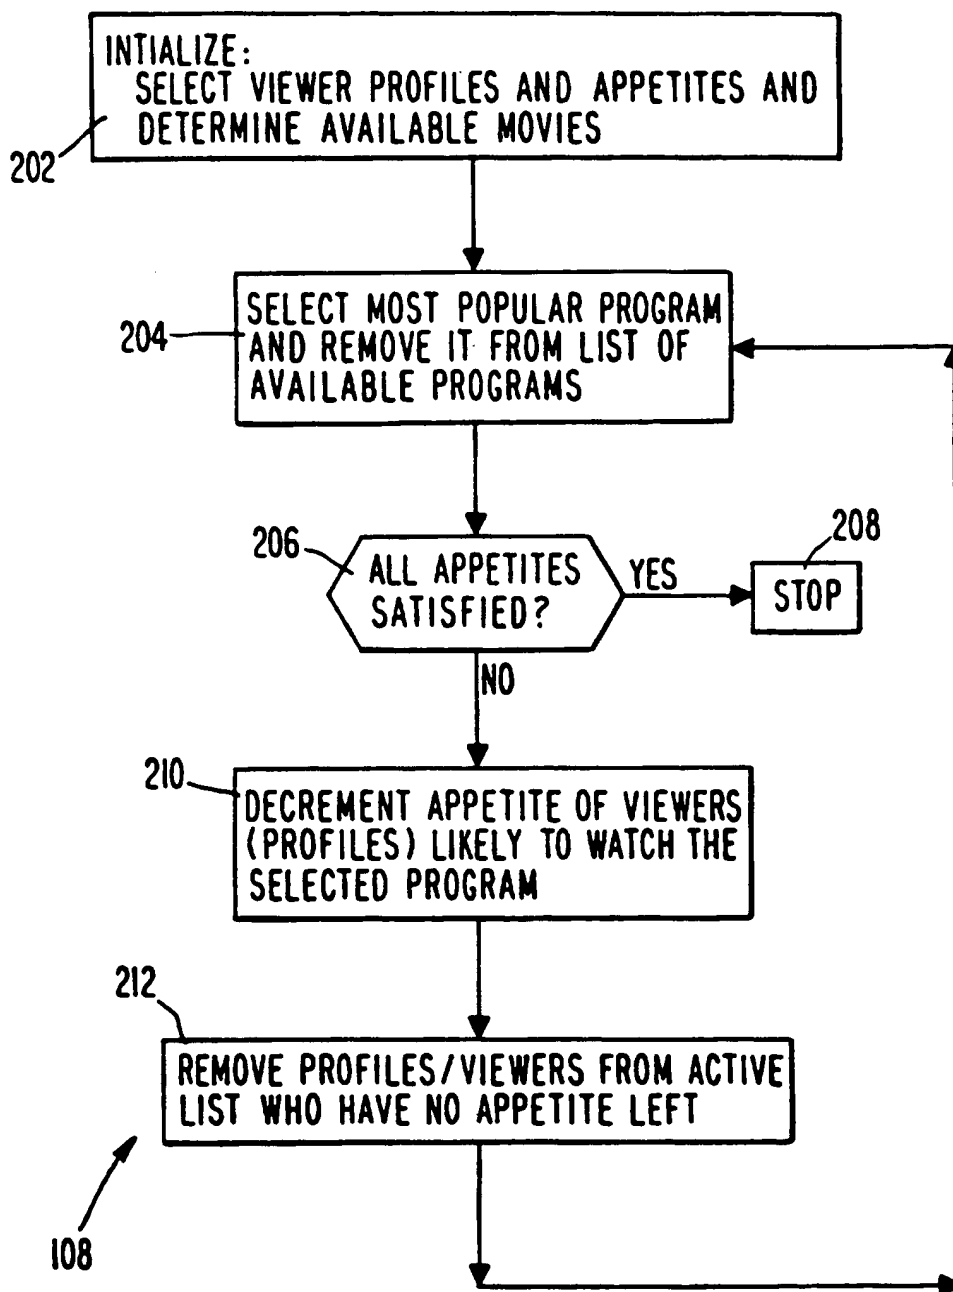 INTIALIZE:
SELECT VIEWER PROFILES AND APPETITES AND
DETERMINE AVAILABLE MOVIES
202
SELECT MOST POPULAR PROGRAM
AND REMOVE IT FROM LIST OF
AVAILABLE PROGRAMS
204
206
ALL APPETITES
SATISFIED?
YES
208
STOP
NO
210
DECREMENT APPETITE OF VIEWERS
(PROFILES) LIKELY TO WATCH THE
SELECTED PROGRAM
212
REMOVE PROFILES/VIEWERS FROM ACTIVE
LIST WHO HAVE NO APPETITE LEFT
108